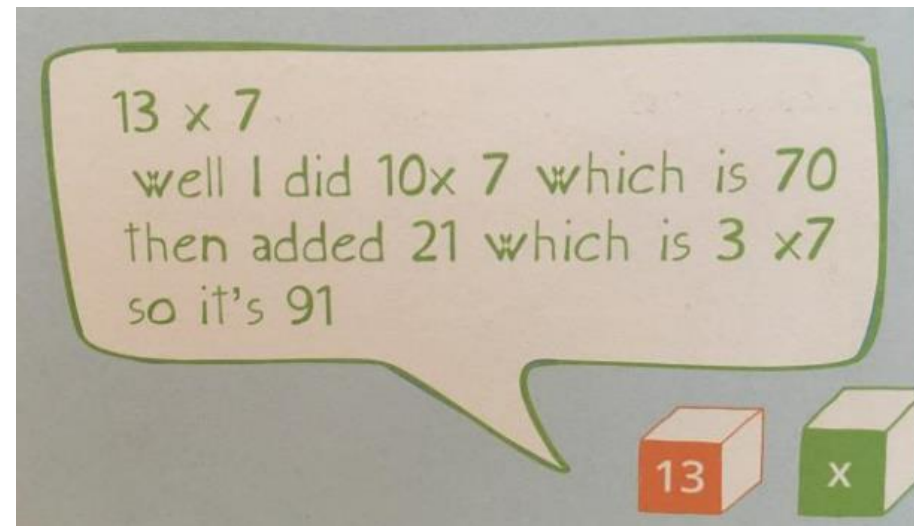 13 x 7
well I did 10x 7 which is 70
then added 21 which is 3 x7
so it's 91
13 x